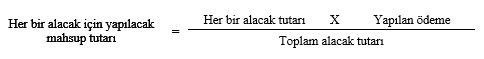 Her bir alacak için yapılacak mahsup tutarı = Her bir alacak tutarı X Yapılan ödeme
Toplam alacak tutarı